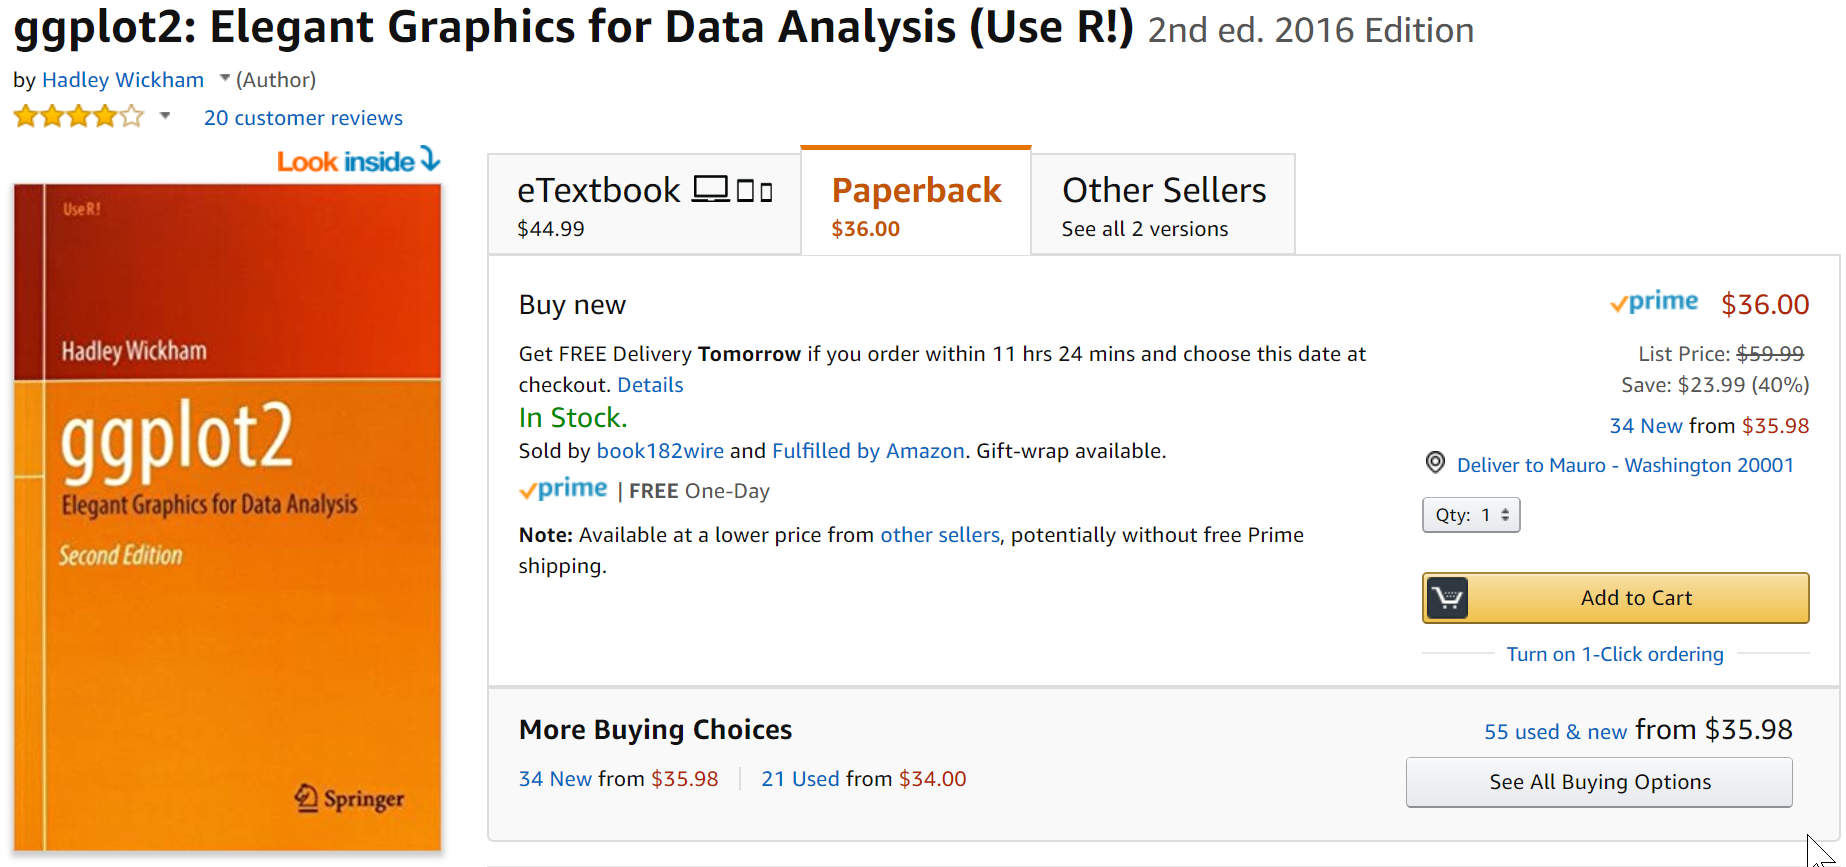 ggplot2: Elegant Graphics for Data Analysis (Use R!) 2nd ed. 2016 Edition
by Hadley Wickham (Author)
20 customer reviews
Look inside
Use R!
Hadley Wickham
ggplot2
Elegant Graphics for Data Analysis
Second Edition
Springer
eTextbook
$44.99
Paperback
$36.00
Other Sellers
See all 2 versions
Buy new
prime $36.00
Get FREE Delivery Tomorrow if you order within 11 hrs 24 mins and choose this date at
checkout. Details
In Stock.
Sold by book182wire and Fulfilled by Amazon. Gift-wrap available.
prime | FREE One-Day
Note: Available at a lower price from other sellers, potentially without free Prime
shipping.
List Price: $59.99
Save: $23.99 (40%)
34 New from $35.98
Deliver to Mauro - Washington 20001
Qty: 1
Add to Cart
Turn on 1-Click ordering
More Buying Choices
34 New from $35.98 | 21 Used from $34.00
55 used & new from $35.98
See All Buying Options